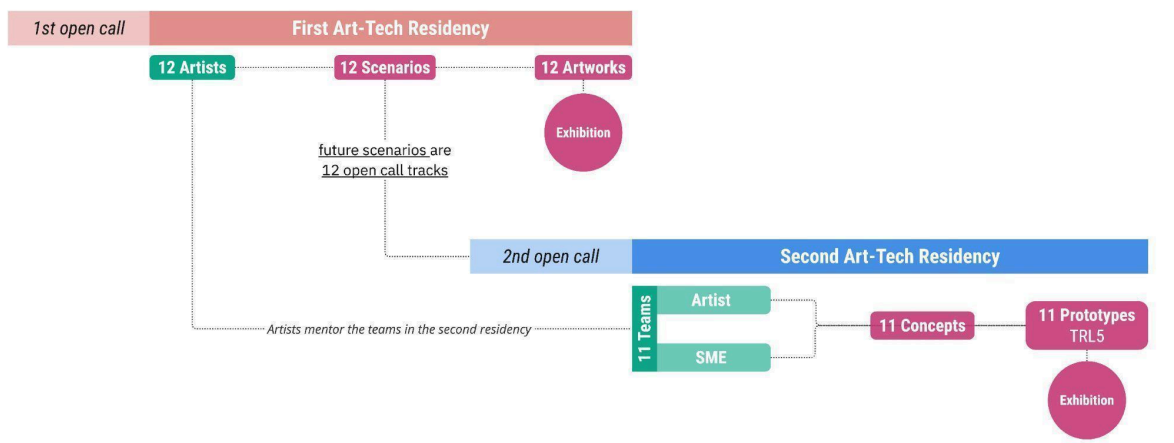 1st open call
First Art-Tech Residency
12 Artists
12 Scenarios
12 Artworks
Exhibition
future scenarios are
12 open call tracks
2nd open call
Second Art-Tech Residency
Artists mentor the teams in the second residency
11 Teams
Artist
SME
11 Concepts
11 Prototypes
TRL5
Exhibition